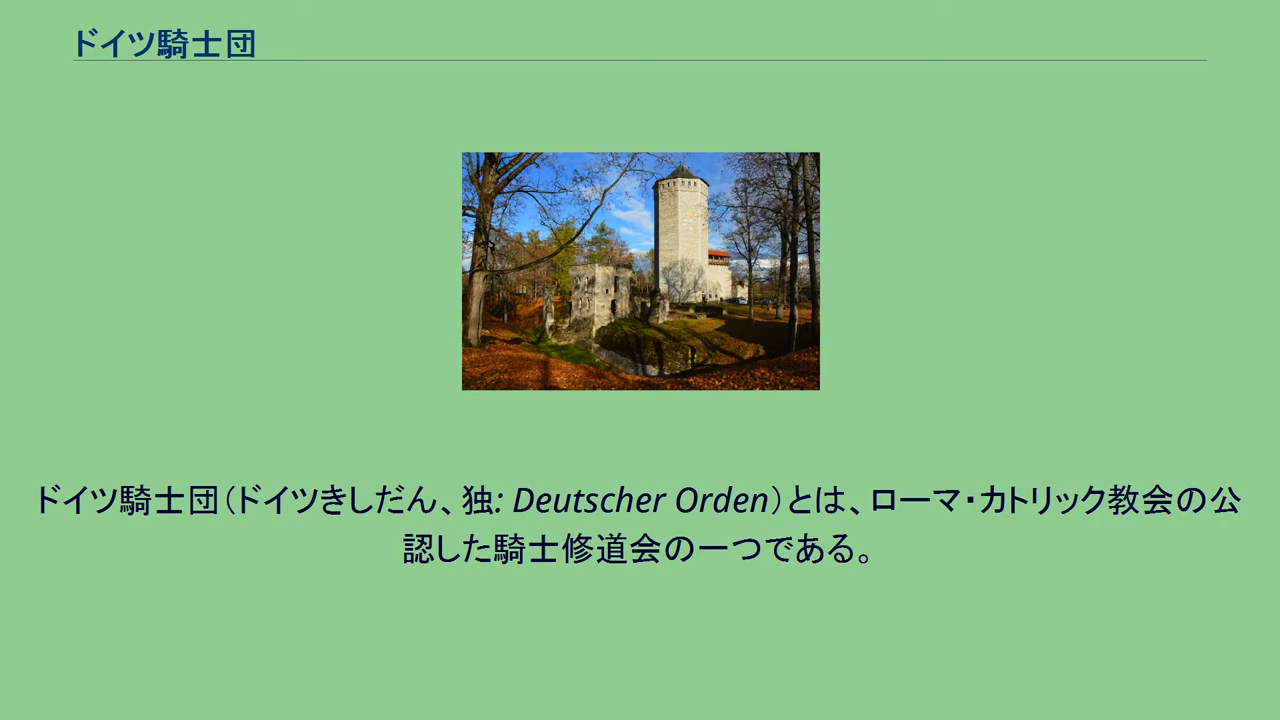 ドイツ騎士団
ドイツ騎士団（ドイツきしだん、独: Deutscher Orden）とは、ローマ・カトリック教会の公
認した騎士修道会の一つである。